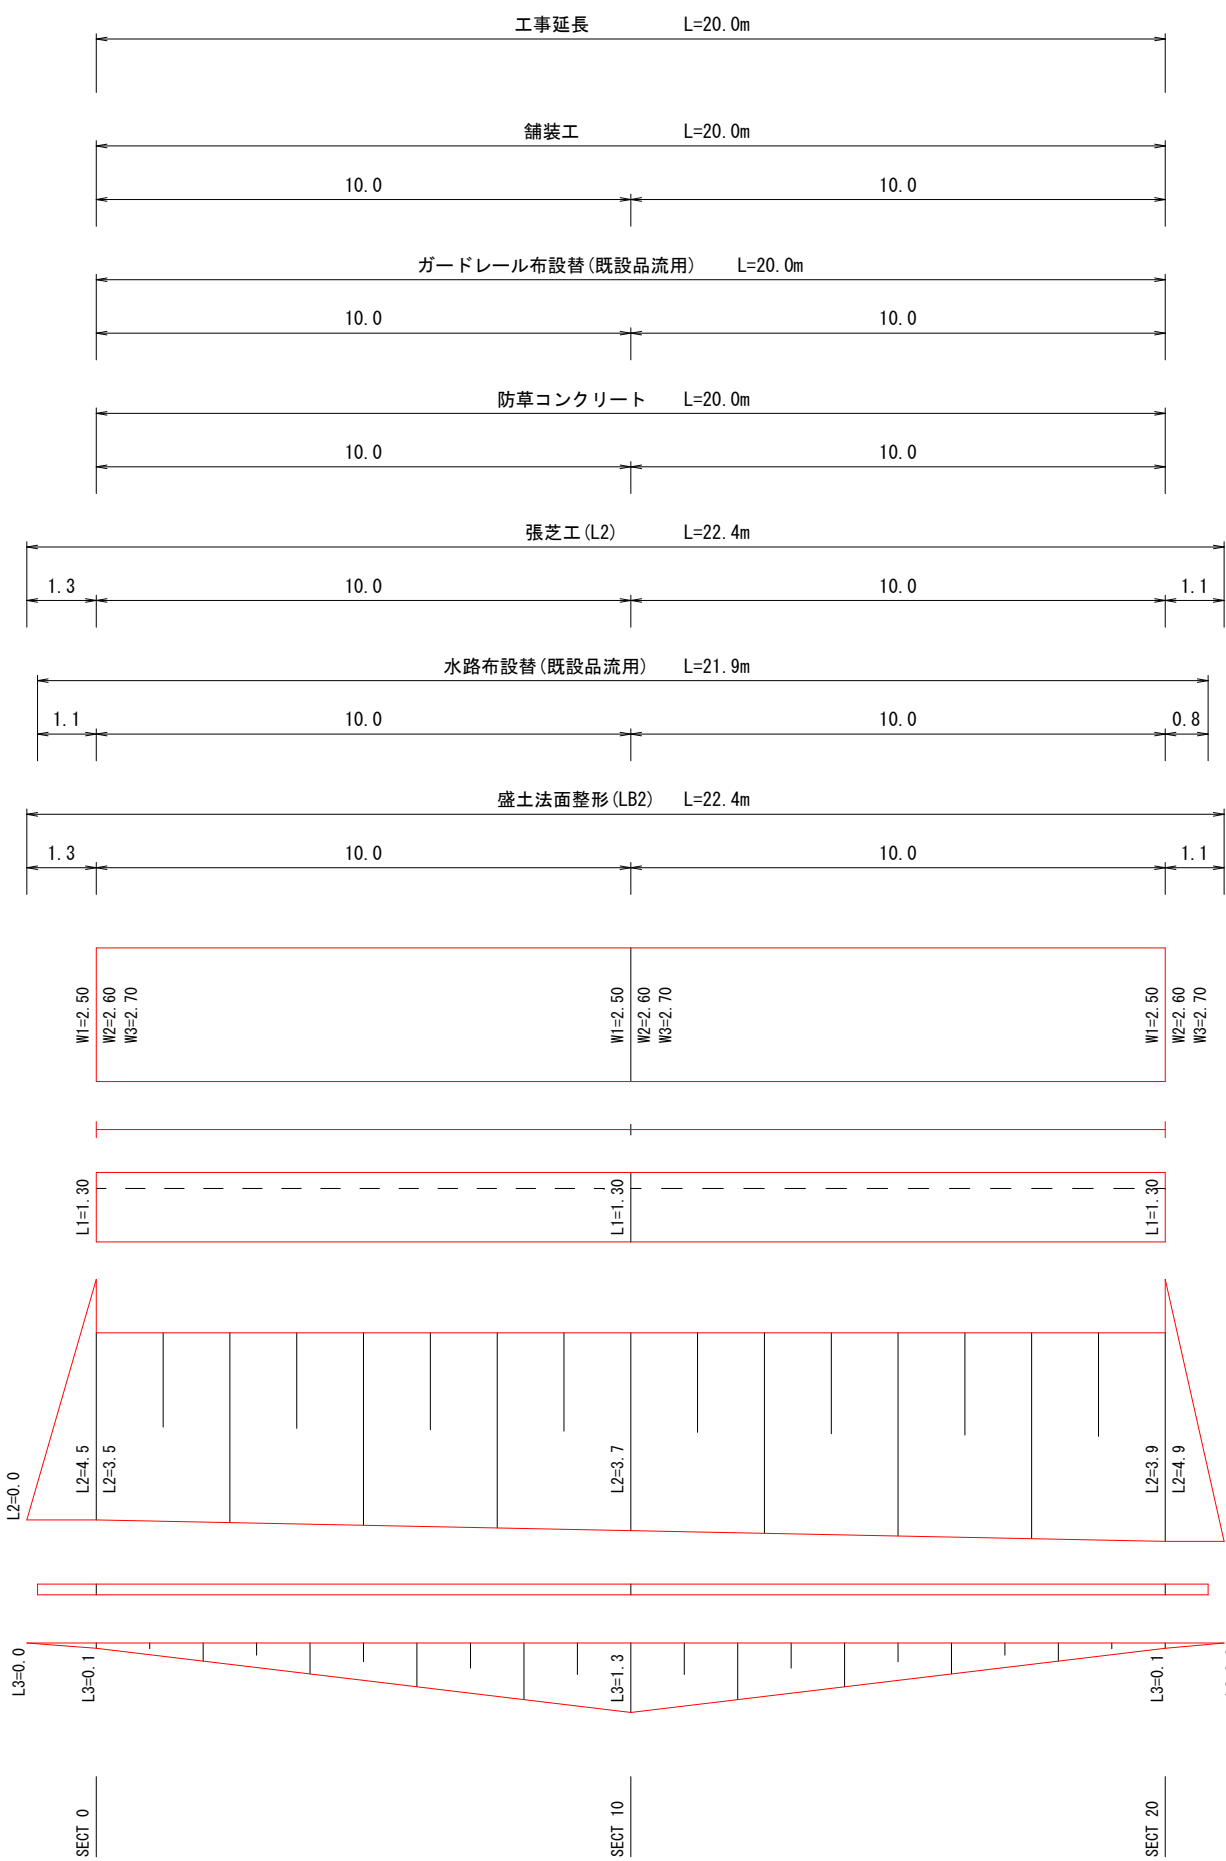 工事延長 L=20.0m
舗装工 L=20.0m
10.0 10.0
ガードレール布設替(既設品流用) L=20.0m
10.0 10.0
防草コンクリート L=20.0m
10.0 10.0
張芝工(L2) L=22.4m
1.3 10.0 10.0 1.1
水路布設替(既設品流用) L=21.9m
1.1 10.0 10.0 0.8
盛土法面整形(LB2) L=22.4m
1.3 10.0 10.0 1.1
W1=2.50
W2=2.60
W3=2.70
W1=2.50
W2=2.60
W3=2.70
W1=2.50
W2=2.60
W3=2.70
L1=1.30
L1=1.30
L1=1.30
L2=0.0
L2=4.5
L2=3.5
L2=3.7
L2=3.9
L2=4.9
L3=0.0
L3=0.1
L3=1.3
L3=0.1
SECT 0
SECT 10
SECT 20